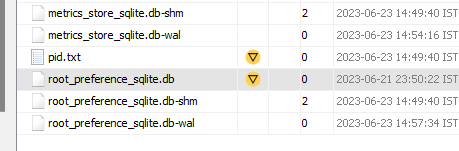 metrics_store_sqlite.db-shm 2 2023-06-23 14:49:40 IST
metrics_store_sqlite.db-wal 0 2023-06-23 14:54:16 IST
pid.txt 0 2023-06-23 14:49:40 IST
root_preference_sqlite.db 0 2023-06-21 23:50:22 IST
root_preference_sqlite.db-shm 2 2023-06-23 14:49:40 IST
root_preference_sqlite.db-wal 0 2023-06-23 14:57:34 IST